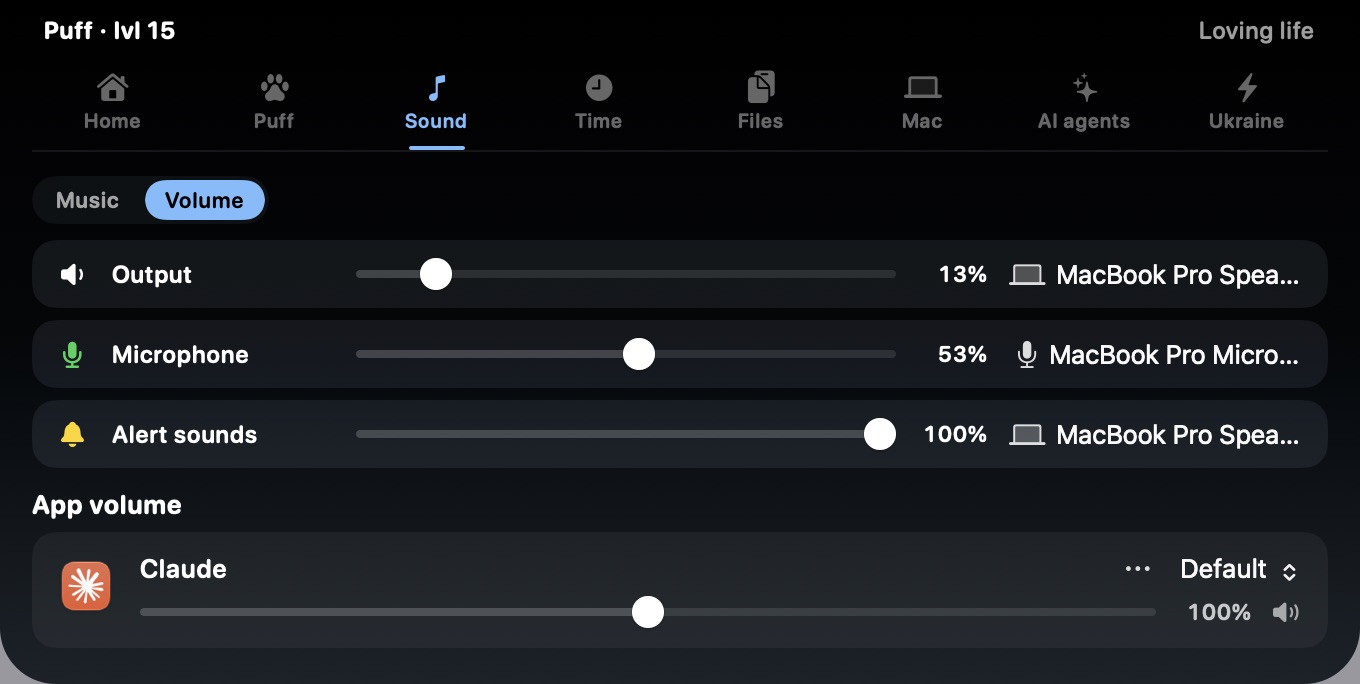 Puff · lvl 15
Loving life
Home
Puff
Sound
Time
Files
Mac
AI agents
Ukraine
Music
Volume
Output
13%
MacBook Pro Spea...
Microphone
53%
MacBook Pro Micro...
Alert sounds
100%
MacBook Pro Spea...
App volume
Claude
Default
100%